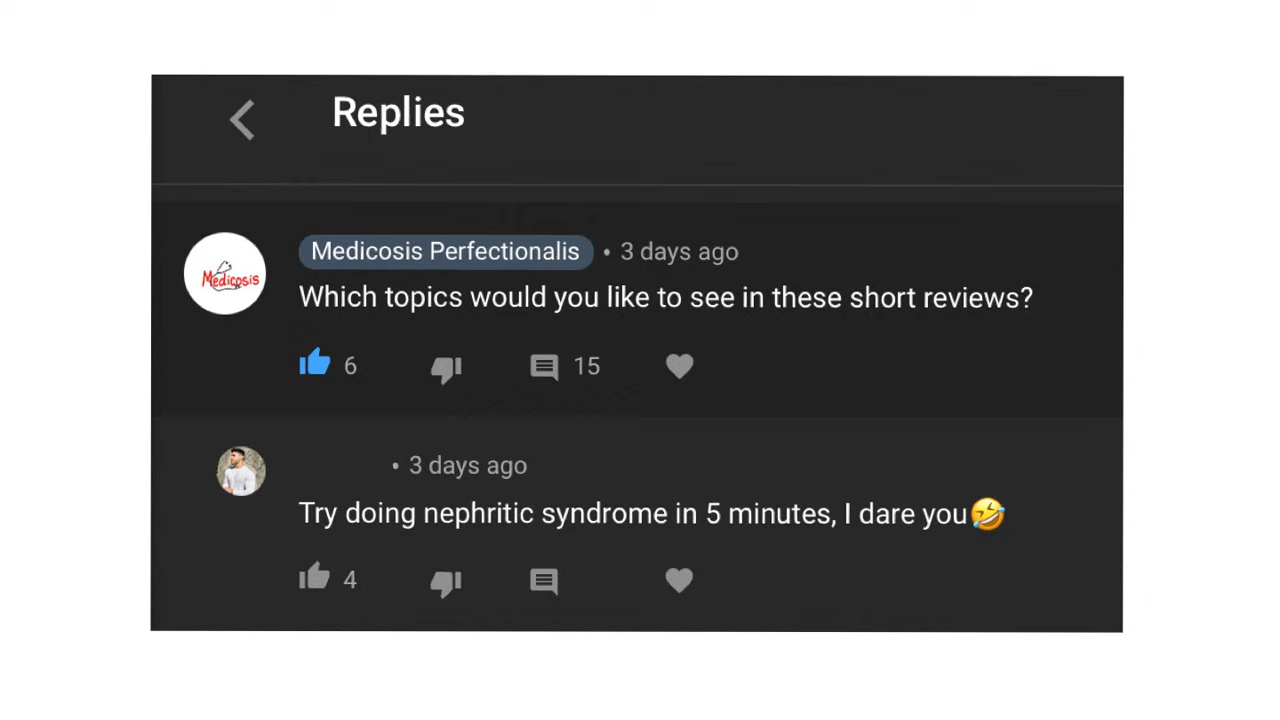 Replies
Medicosis
Medicosis Perfectionalis • 3 days ago
Which topics would you like to see in these short reviews?
6 15
• 3 days ago
Try doing nephritic syndrome in 5 minutes, I dare you🤣
4